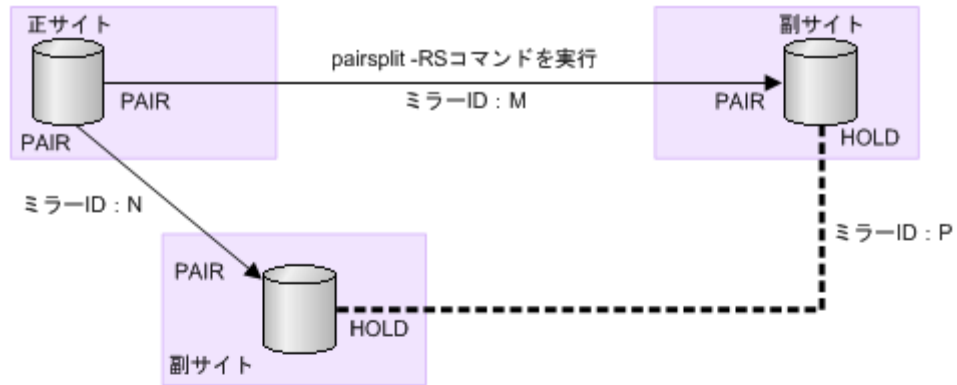 正サイト
副サイト
pairsplit -RSコマンドを実行
PAIR
ミラーID：M
PAIR
PAIR
HOLD
ミラーID：N
ミラーID：P
PAIR
HOLD
副サイト